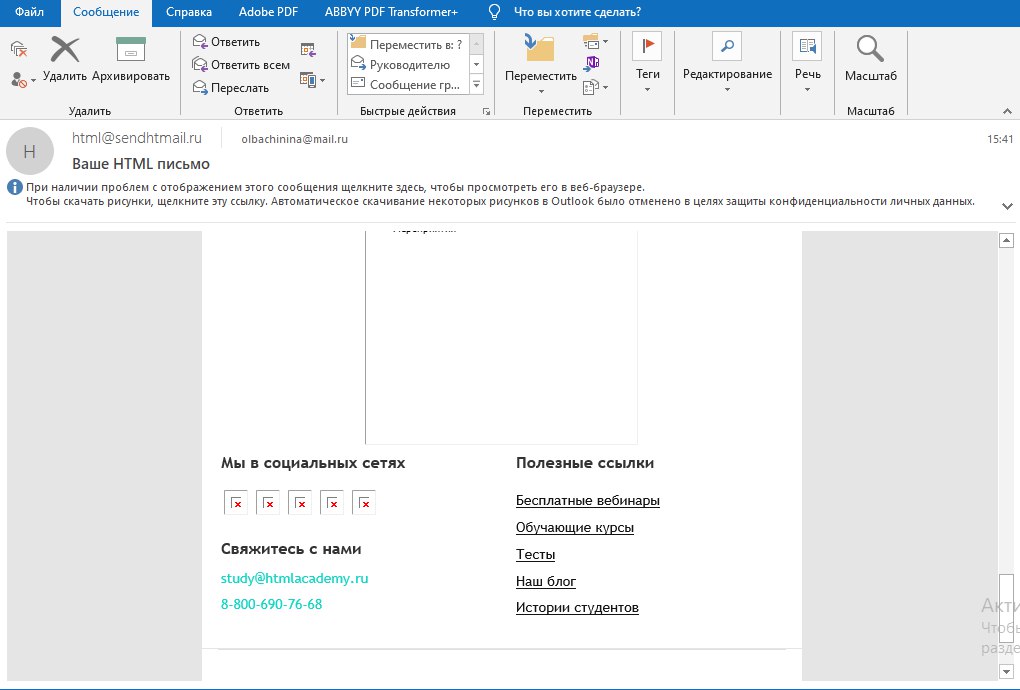 Файл Сообщение Справка Adobe PDF ABBYY PDF Transformer+ Что вы хотите сделать?
Удалить Архивировать
Ответить
Ответить всем
Переслать
Переместить в: ?
Руководителю
Сообщение гр...
Переместить
Теги
Редактирование
Речь
Масштаб
Удалить Ответить Быстрые действия Переместить Масштаб
H
html@sendhtmail.ru olbachinina@mail.ru 15:41
Ваше HTML письмо
При наличии проблем с отображением этого сообщения щелкните здесь, чтобы просмотреть его в веб-браузере.
Чтобы скачать рисунки, щелкните эту ссылку. Автоматическое скачивание некоторых рисунков в Outlook было отменено в целях защиты конфиденциальности личных данных.
Мы в социальных сетях
Свяжитесь с нами
study@htmlacademy.ru
8-800-690-76-68
Полезные ссылки
Бесплатные вебинары
Обучающие курсы
Тесты
Наш блог
Истории студентов
Акти
Чтобы
разде